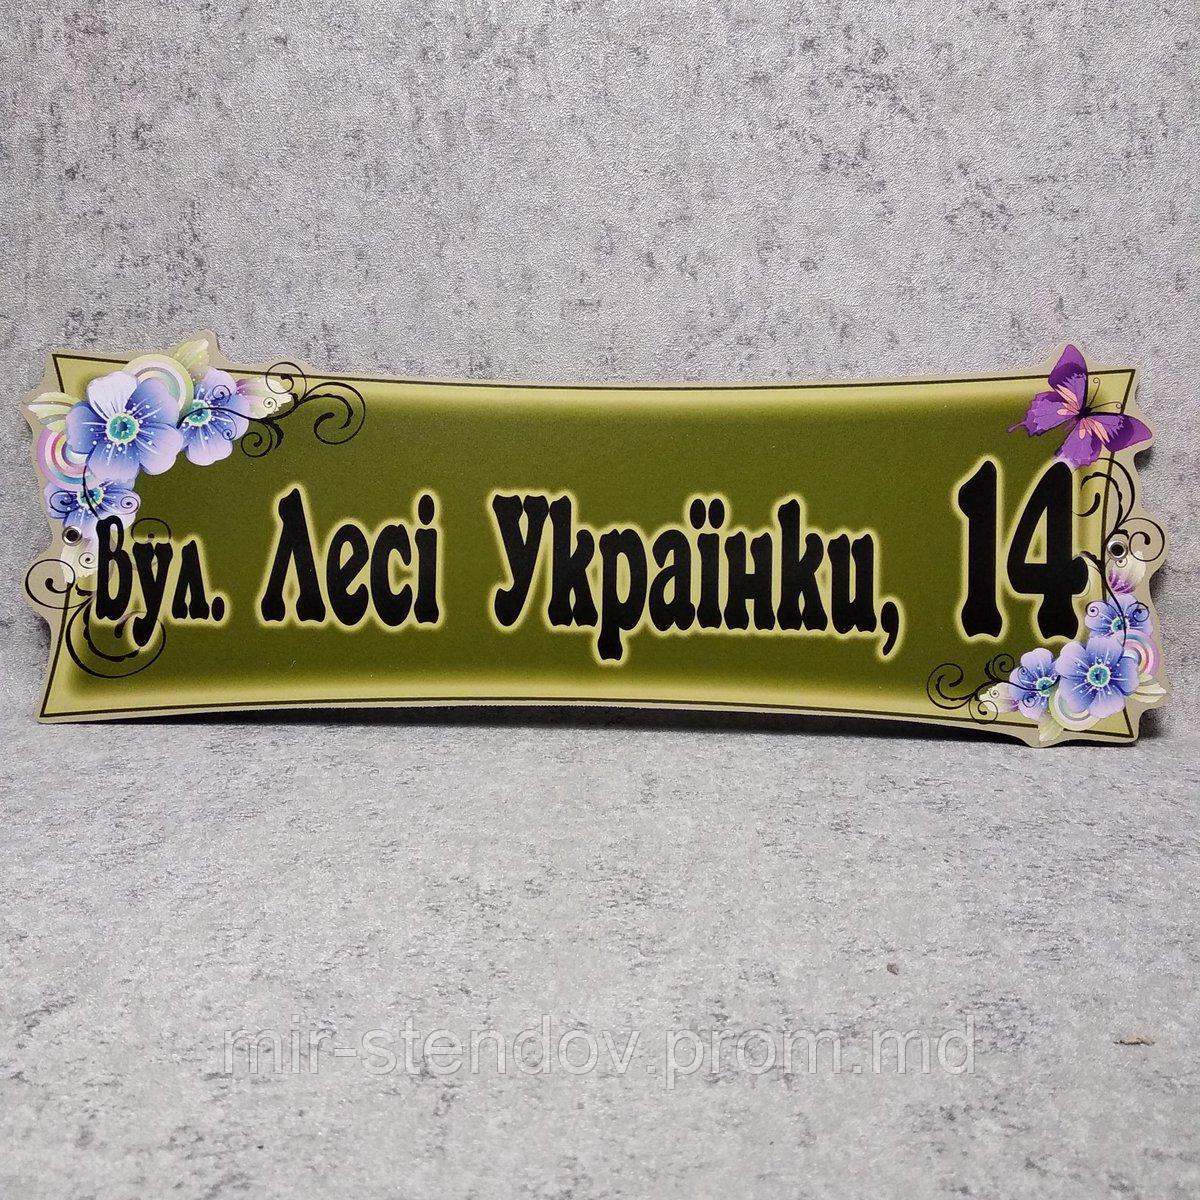 Вул. Лесі Українки, 14
mir-stendov.prom.md